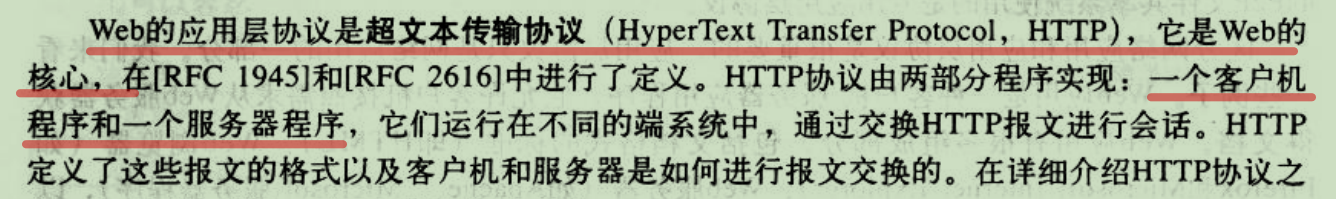 Web的应用层协议是超文本传输协议（HyperText Transfer Protocol，HTTP），它是Web的
核心，在[RFC 1945]和[RFC 2616]中进行了定义。HTTP协议由两部分程序实现：一个客户机
程序和一个服务器程序，它们运行在不同的端系统中，通过交换HTTP报文进行会话。HTTP
定义了这些报文的格式以及客户机和服务器是如何进行报文交换的。在详细介绍HTTP协议之